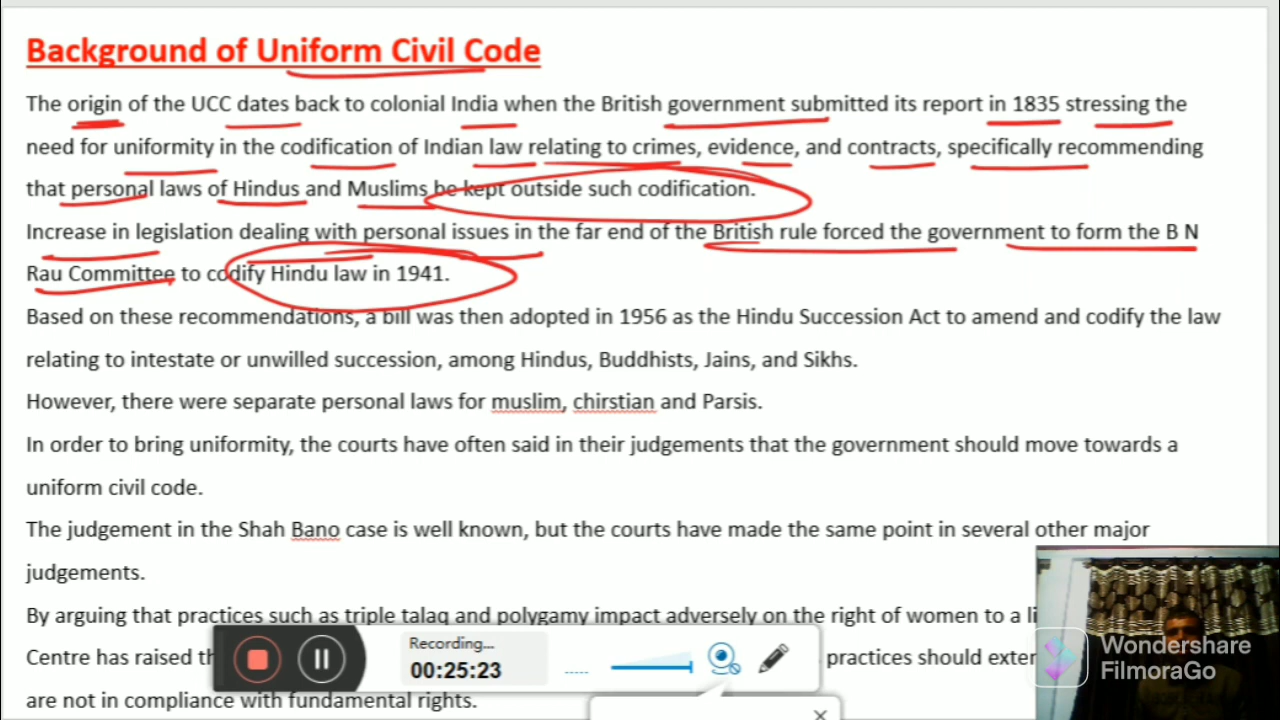 Background of Uniform Civil Code
The origin of the UCC dates back to colonial India when the British government submitted its report in 1835 stressing the
need for uniformity in the codification of Indian law relating to crimes, evidence, and contracts, specifically recommending
that personal laws of Hindus and Muslims be kept outside such codification.
Increase in legislation dealing with personal issues in the far end of the British rule forced the government to form the B N
Rau Committee to codify Hindu law in 1941.
Based on these recommendations, a bill was then adopted in 1956 as the Hindu Succession Act to amend and codify the law
relating to intestate or unwilled succession, among Hindus, Buddhists, Jains, and Sikhs.
However, there were separate personal laws for muslim, chirstian and Parsis.
In order to bring uniformity, the courts have often said in their judgements that the government should move towards a
uniform civil code.
The judgement in the Shah Bano case is well known, but the courts have made the same point in several other major
judgements.
By arguing that practices such as triple talaq and polygamy impact adversely on the right of women to a
Centre has raised practices should
are not in compliance with fundamental rights.
Recording...
00:25:23
Wondershare
FilmoraGo